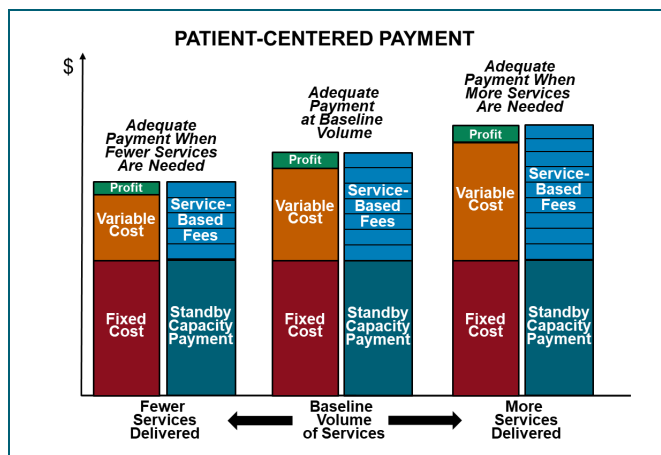 PATIENT-CENTERED PAYMENT
$
Adequate
Payment When
Fewer Services
Are Needed
Adequate
Payment
at Baseline
Volume
Adequate
Payment When
More Services
Are Needed
Profit
Variable
Cost
Fixed
Cost
Service-
Based
Fees
Standby
Capacity
Payment
Profit
Variable
Cost
Fixed
Cost
Service-
Based
Fees
Standby
Capacity
Payment
Profit
Variable
Cost
Fixed
Cost
Service-
Based
Fees
Standby
Capacity
Payment
Fewer
Services
Delivered
Baseline
Volume
of Services
More
Services
Delivered